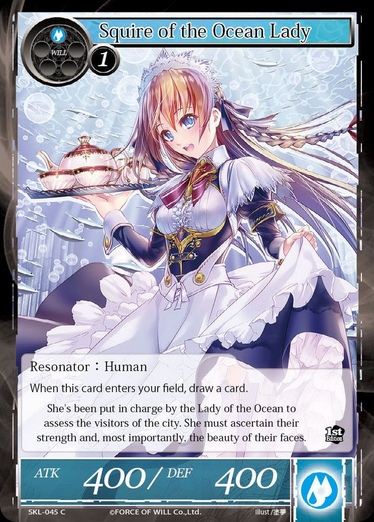 Squire of the Ocean Lady
WILL
1
Resonator : Human
When this card enters your field, draw a card.
She's been put in charge by the Lady of the Ocean to
assess the visitors of the city. She must ascertain their
strength and, most importantly, the beauty of their faces.
1st
Edition
ATK 400 / DEF 400
SKL-045 C ©FORCE OF WILL Co.,Ltd. Illust/塗夢